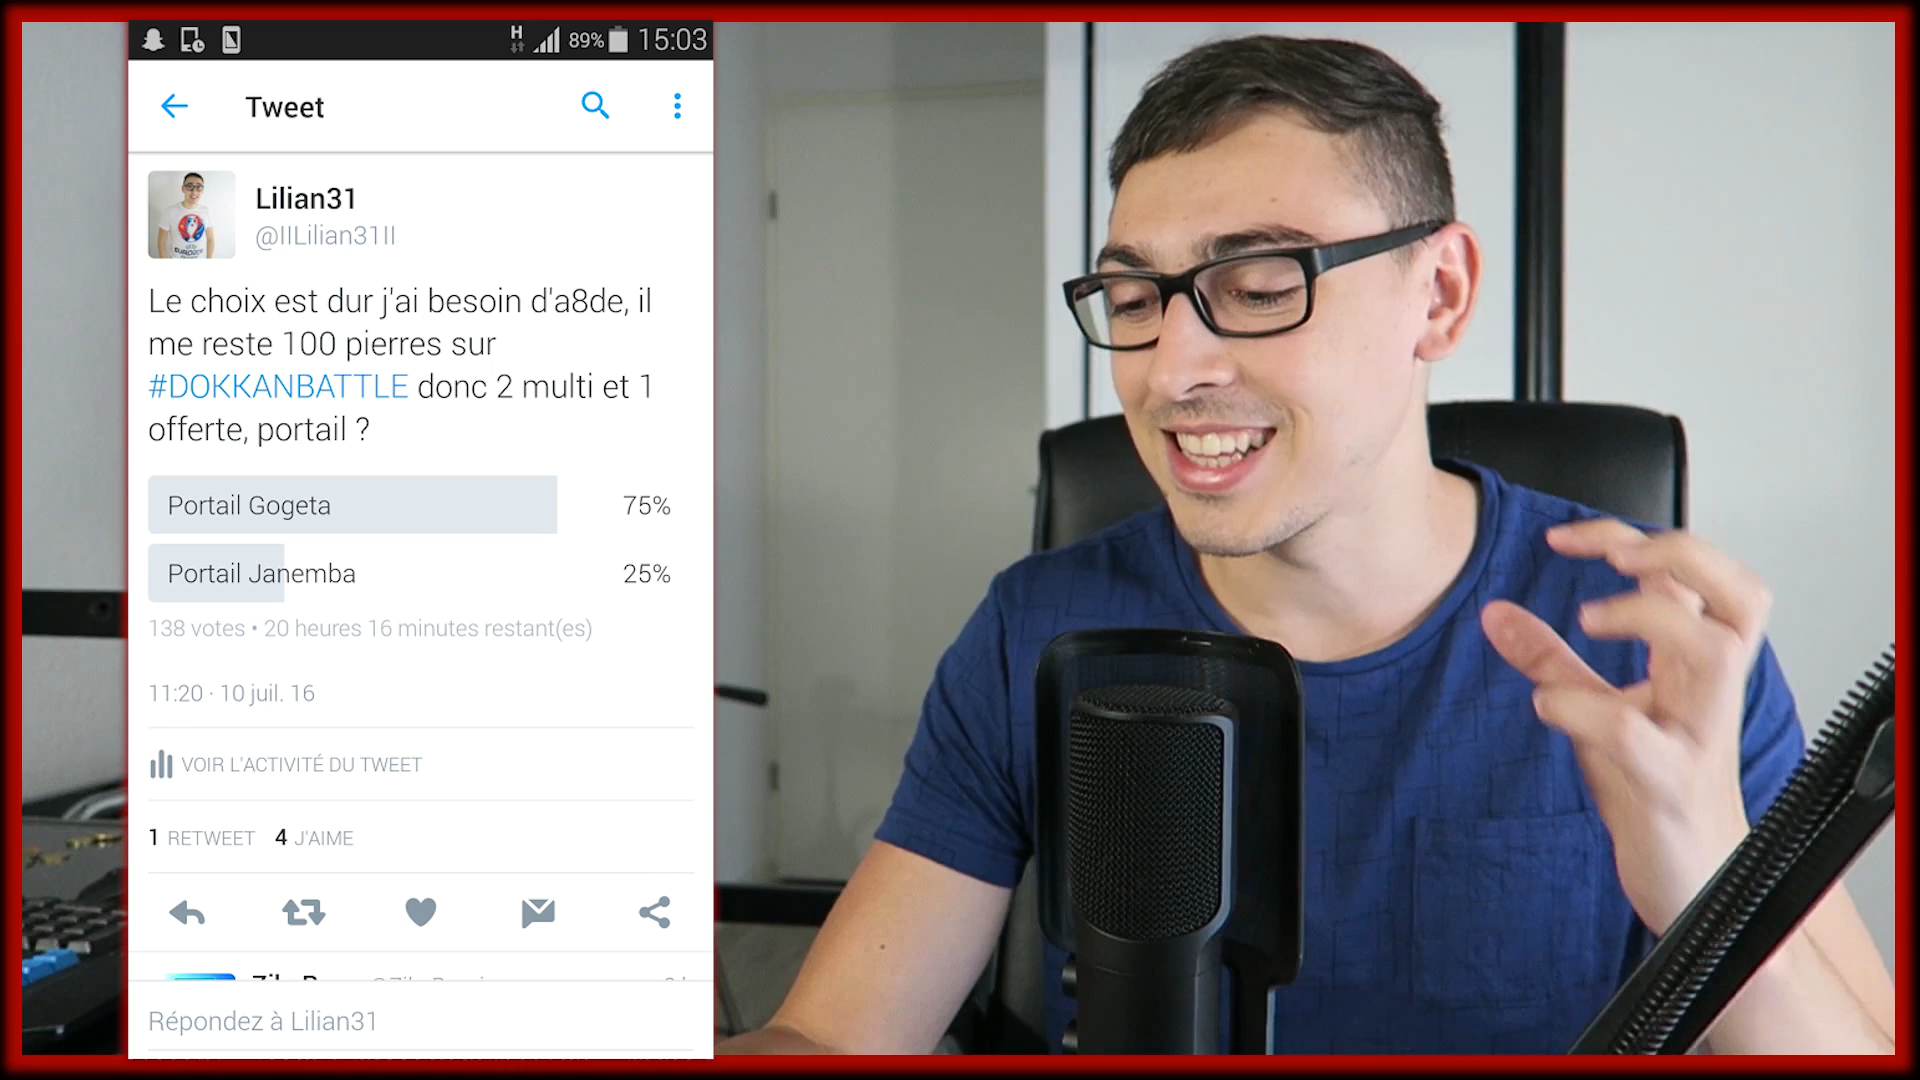 H 89% 15:03
Tweet
Lilian31
@IILilian31II
Le choix est dur j'ai besoin d'a8de, il
me reste 100 pierres sur
#DOKKANBATTLE donc 2 multi et 1
offerte, portail ?
Portail Gogeta 75%
Portail Janemba 25%
138 votes • 20 heures 16 minutes restant(es)
11:20 · 10 juil. 16
VOIR L'ACTIVITÉ DU TWEET
1 RETWEET 4 J'AIME
Répondez à Lilian31